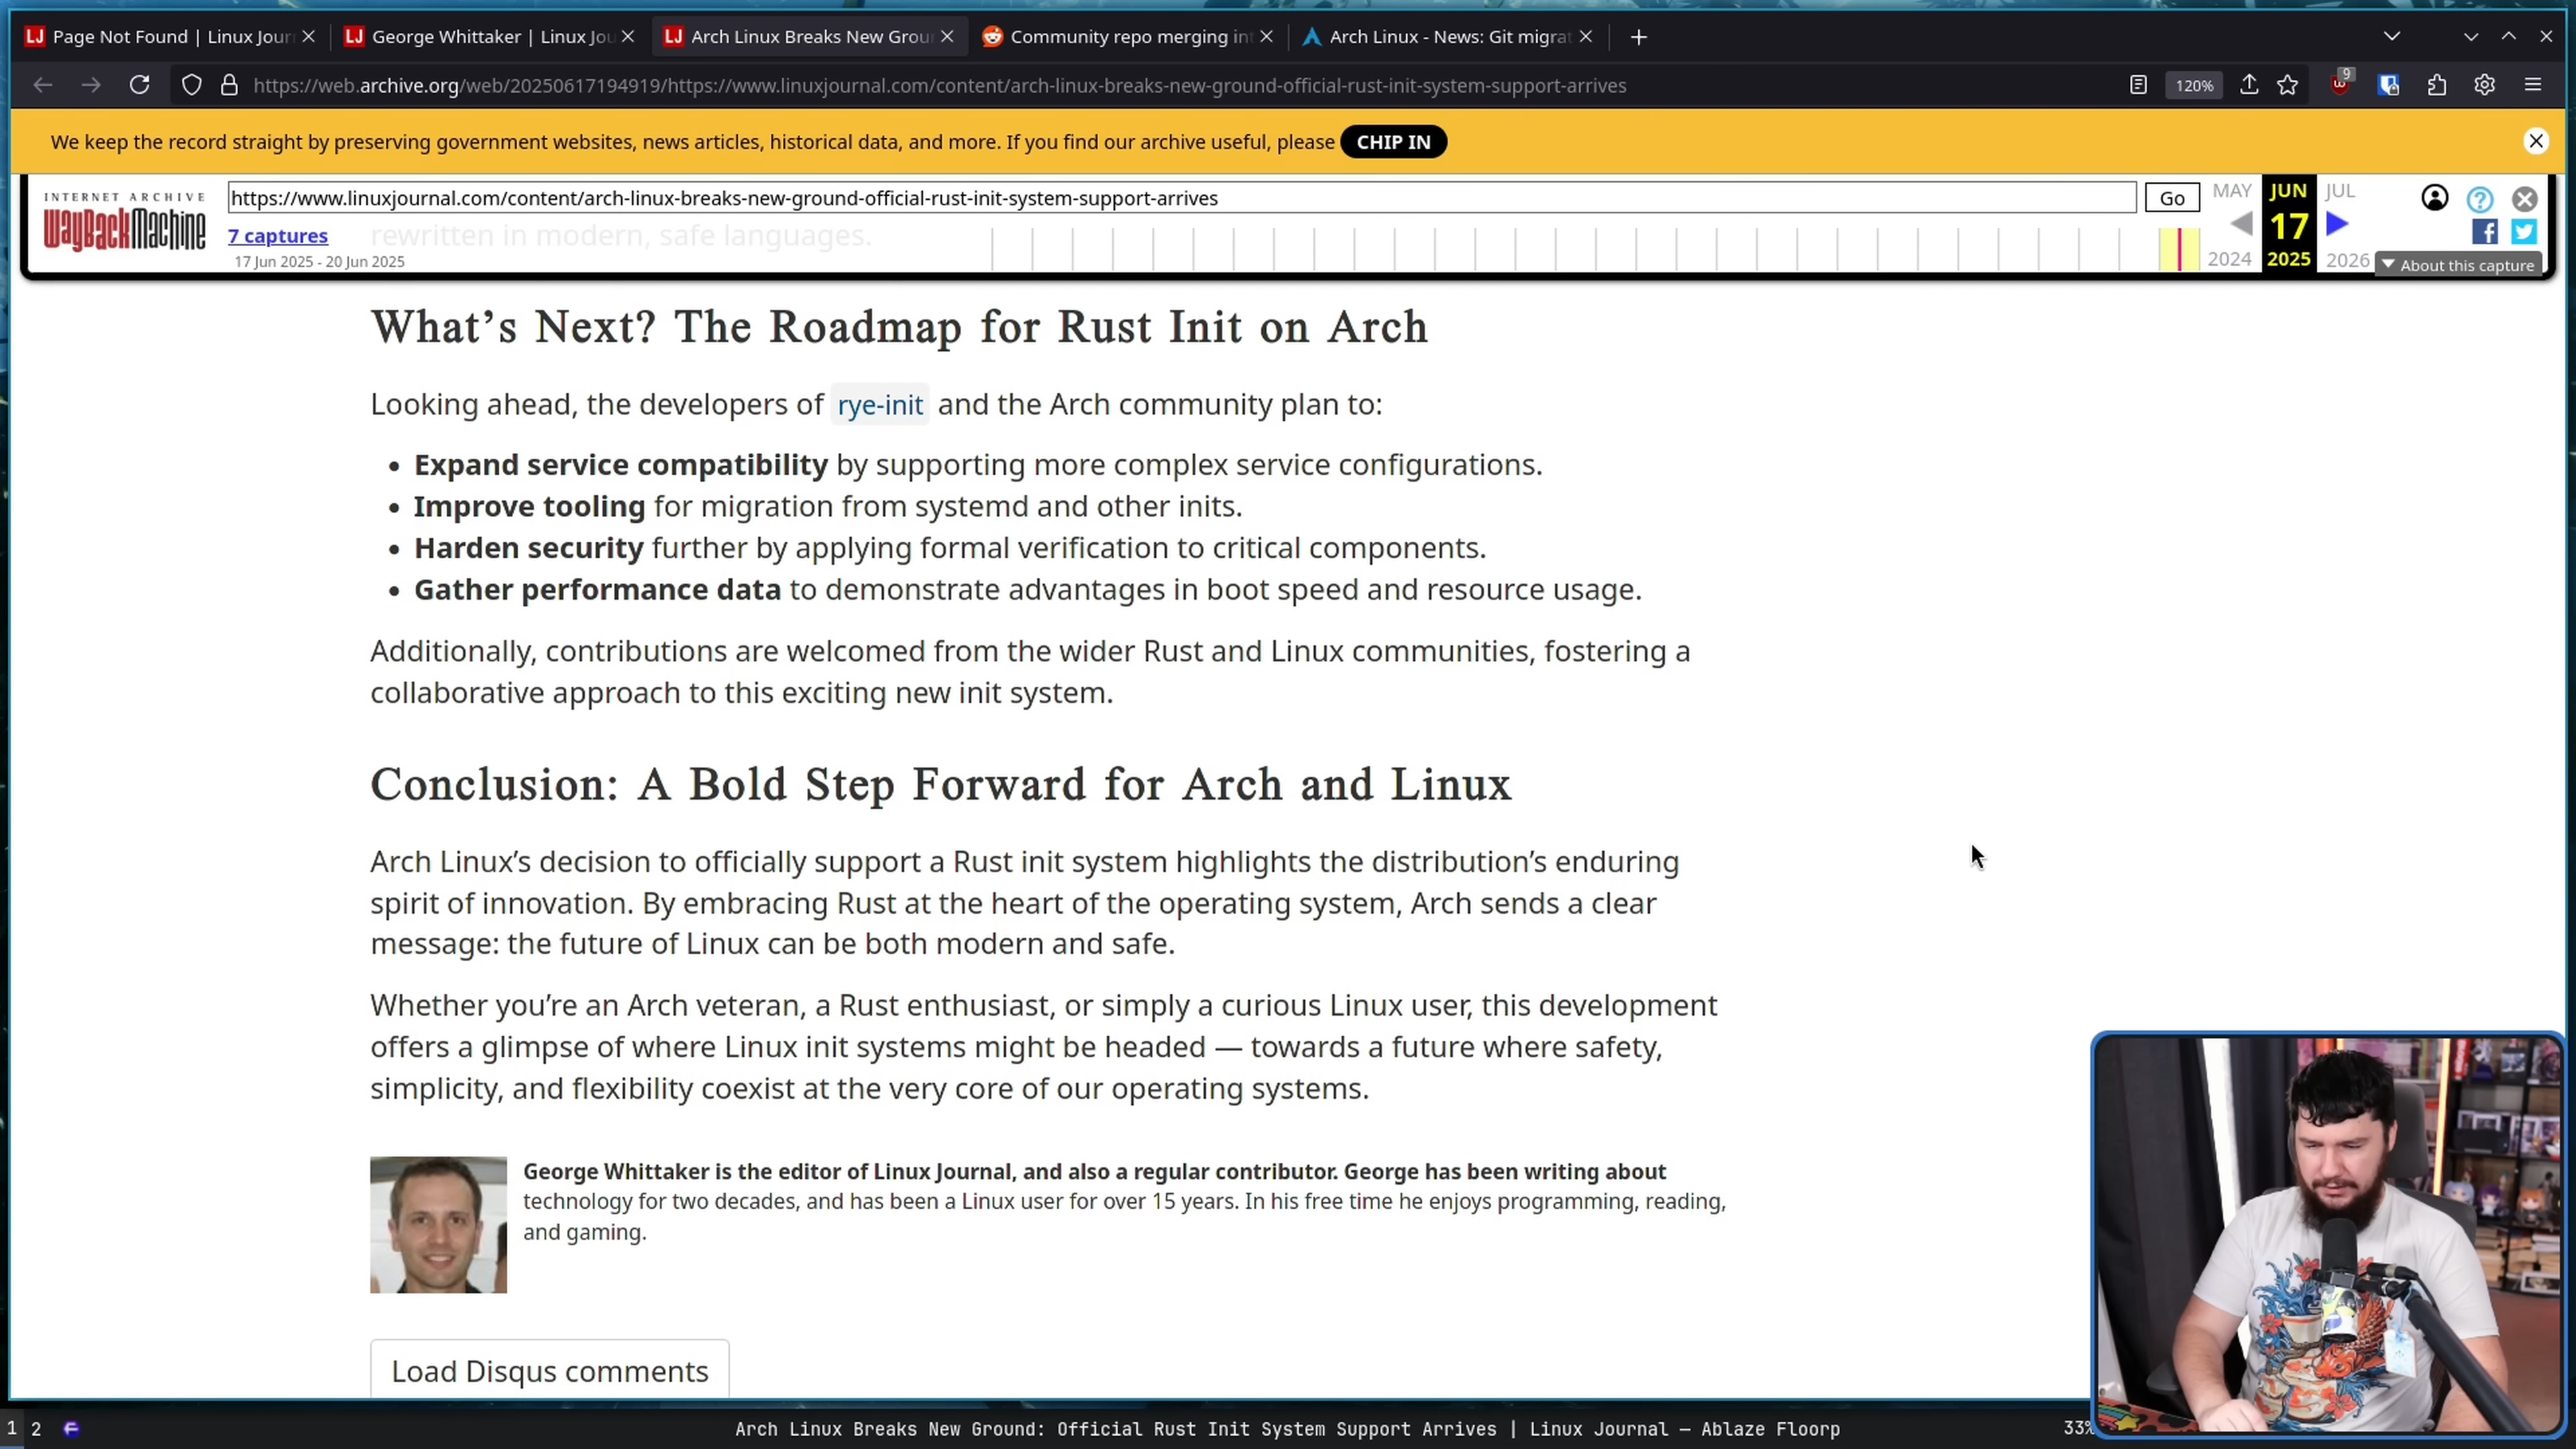 Page Not Found | Linux Jour
George Whittaker | Linux Jou
Arch Linux Breaks New Grou
Community repo merging in
Arch Linux - News: Git migrat
https://web.archive.org/web/20250617194919/https://www.linuxjournal.com/content/arch-linux-breaks-new-ground-official-rust-init-system-support-arrives
120%
9
We keep the record straight by preserving government websites, news articles, historical data, and more. If you find our archive useful, please CHIP IN
INTERNET ARCHIVE
WayBackMachine
https://www.linuxjournal.com/content/arch-linux-breaks-new-ground-official-rust-init-system-support-arrives
Go
MAY JUN JUL
17
2024 2025 2026
7 captures
17 Jun 2025 - 20 Jun 2025
About this capture
rewritten in modern, safe languages.
What’s Next? The Roadmap for Rust Init on Arch
Looking ahead, the developers of rye-init and the Arch community plan to:
• Expand service compatibility by supporting more complex service configurations.
• Improve tooling for migration from systemd and other inits.
• Harden security further by applying formal verification to critical components.
• Gather performance data to demonstrate advantages in boot speed and resource usage.
Additionally, contributions are welcomed from the wider Rust and Linux communities, fostering a
collaborative approach to this exciting new init system.
Conclusion: A Bold Step Forward for Arch and Linux
Arch Linux’s decision to officially support a Rust init system highlights the distribution’s enduring
spirit of innovation. By embracing Rust at the heart of the operating system, Arch sends a clear
message: the future of Linux can be both modern and safe.
Whether you’re an Arch veteran, a Rust enthusiast, or simply a curious Linux user, this development
offers a glimpse of where Linux init systems might be headed — towards a future where safety,
simplicity, and flexibility coexist at the very core of our operating systems.
George Whittaker is the editor of Linux Journal, and also a regular contributor. George has been writing about
technology for two decades, and has been a Linux user for over 15 years. In his free time he enjoys programming, reading,
and gaming.
Load Disqus comments
1 2
Arch Linux Breaks New Ground: Official Rust Init System Support Arrives | Linux Journal — Ablaze Floorp
33%